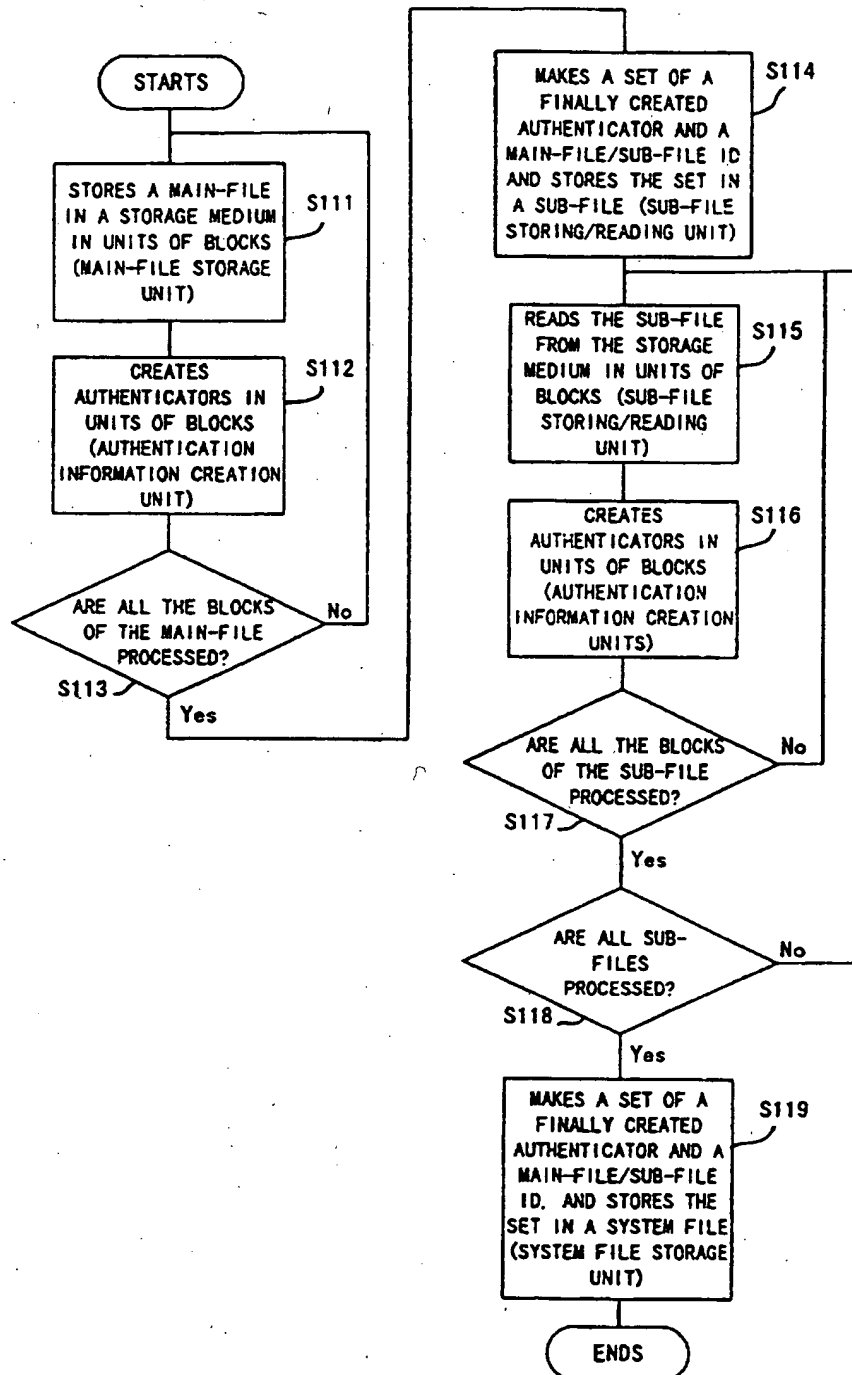 STARTS
STORES A MAIN-FILE
IN A STORAGE MEDIUM
IN UNITS OF BLOCKS
(MAIN-FILE STORAGE
UNIT)
S111
CREATES
AUTHENTICATORS IN
UNITS OF BLOCKS
(AUTHENTICATION
INFORMATION CREATION
UNIT)
S112
ARE ALL THE BLOCKS
OF THE MAIN-FILE
PROCESSED?
No
S113
Yes
MAKES A SET OF A
FINALLY CREATED
AUTHENTICATOR AND A
MAIN-FILE/SUB-FILE ID
AND STORES THE SET IN
A SUB-FILE (SUB-FILE
STORING/READING UNIT)
S114
READS THE SUB-FILE
FROM THE STORAGE
MEDIUM IN UNITS OF
BLOCKS (SUB-FILE
STORING/READING
UNIT)
S115
CREATES
AUTHENTICATORS IN
UNITS OF BLOCKS
(AUTHENTICATION
INFORMATION CREATION
UNITS)
S116
ARE ALL THE BLOCKS
OF THE SUB-FILE
PROCESSED?
No
S117
Yes
ARE ALL SUB-
FILES
PROCESSED?
No
S118
Yes
MAKES A SET OF A
FINALLY CREATED
AUTHENTICATOR AND A
MAIN-FILE/SUB-FILE
ID. AND STORES THE
SET IN A SYSTEM FILE
(SYSTEM FILE STORAGE
UNIT)
S119
ENDS